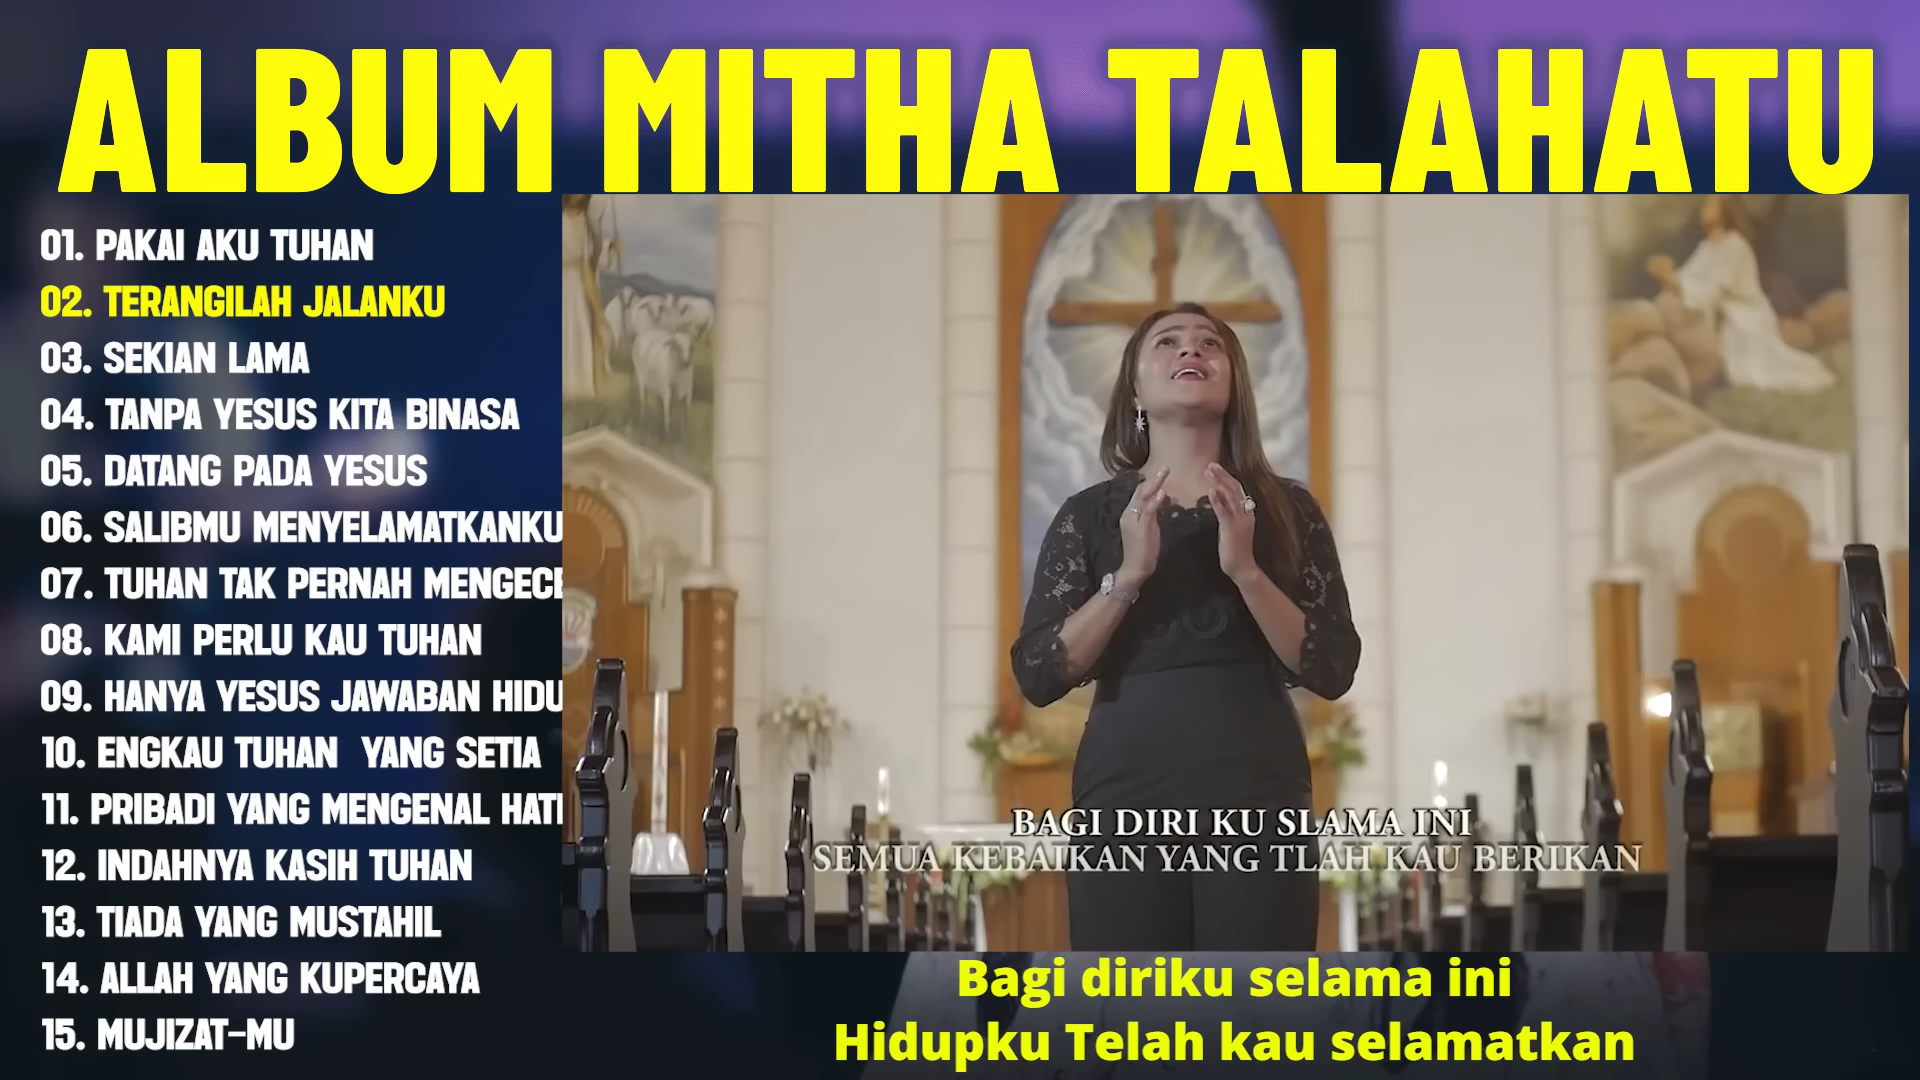 ALBUM MITHA TALAHATU
01. PAKAI AKU TUHAN
02. TERANGILAH JALANKU
03. SEKIAN LAMA
04. TANPA YESUS KITA BINASA
05. DATANG PADA YESUS
06. SALIBMU MENYELAMATKANKU
07. TUHAN TAK PERNAH
08. KAMI PERLU KAU TUHAN
09. HANYA YESUS JAWABAN HIDU
10. ENGKAU TUHAN YANG SETIA
11. PRIBADI YANG MENGENAL HATI
12. INDAHNYA KASIH TUHAN
13. TIADA YANG MUSTAHIL
14. ALLAH YANG KUPERCAYA
15. MUJIZAT-MU
BAGI DIRI KU SLAMA INI
SEMUA KEBAIKAN YANG TLAH KAU BERIKAN
Bagi diriku selama ini
Hidupku Telah kau selamatkan